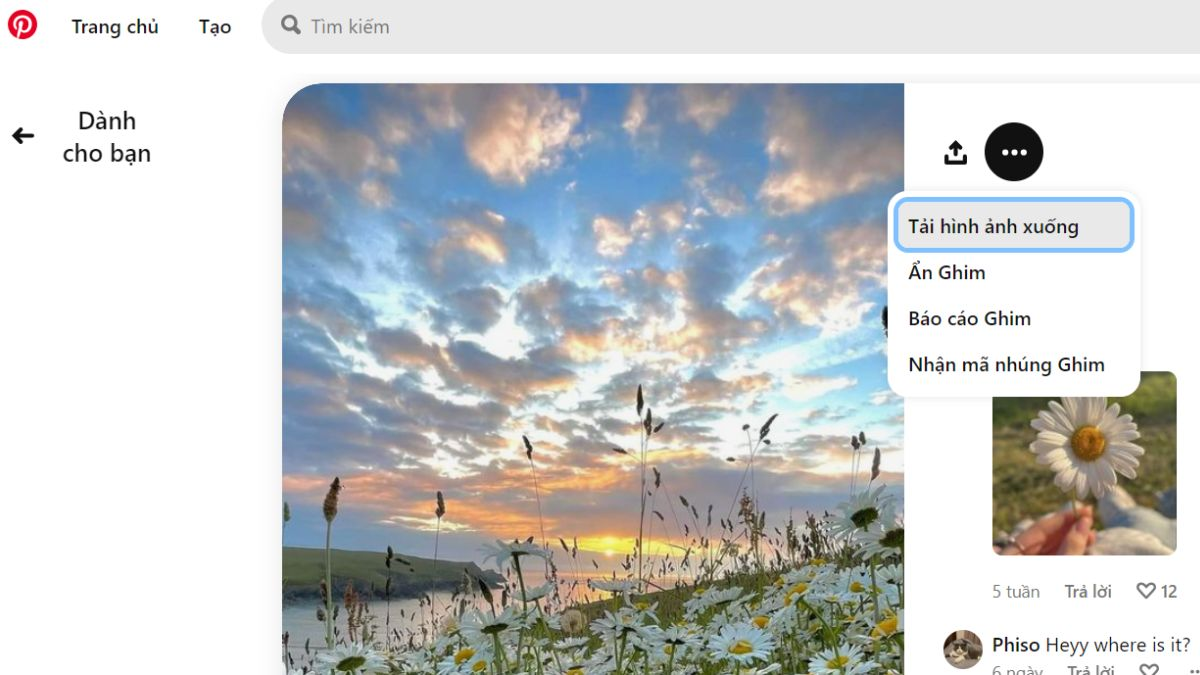 Trang chủ
Tạo
Tìm kiếm
Dành
cho bạn
Tải hình ảnh xuống
Ẩn Ghim
Báo cáo Ghim
Nhận mã nhúng Ghim
5 tuần Trả lời 12
Phiso Heyy where is it?
6 ngày Trả lời